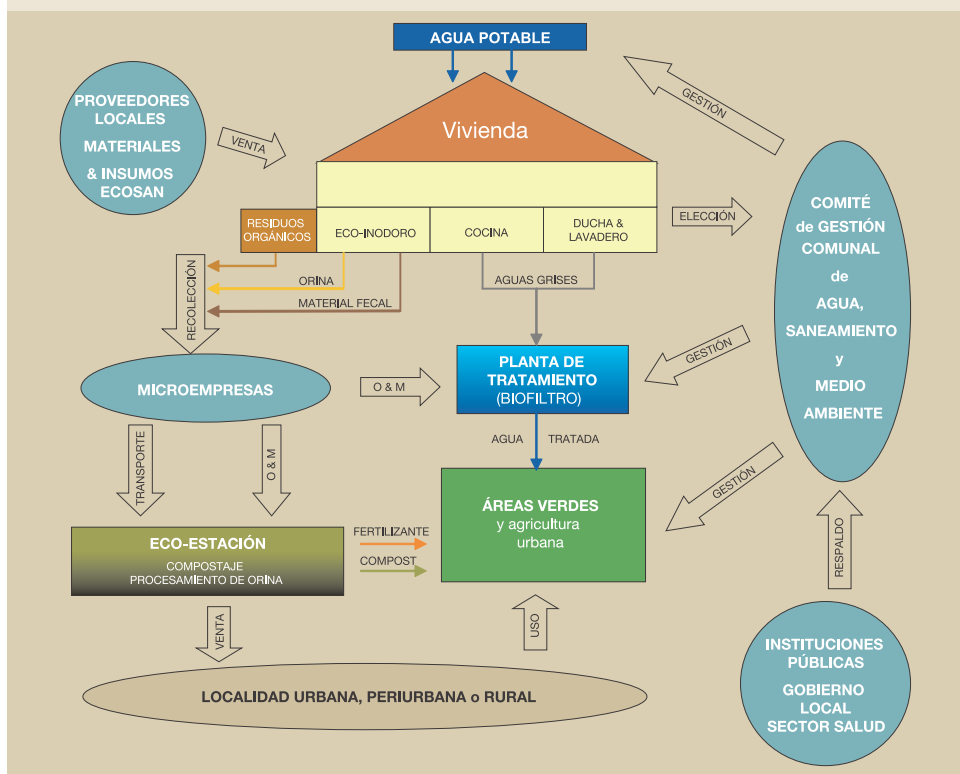 AGUA POTABLE
GESTIÓN
PROVEEDORES
LOCALES
MATERIALES
& INSUMOS
ECOSAN
VENTA
Vivienda
RESIDUOS
ORGÁNICOS
ECO-INODORO
COCINA
DUCHA &
LAVADERO
ELECCIÓN
COMITÉ
de GESTIÓN
COMUNAL
de
AGUA,
SANEAMIENTO
y
MEDIO
AMBIENTE
RECOLECCIÓN
ORÍNA
MATERIAL FECAL
AGUAS GRISES
GESTIÓN
MICROEMPRESAS
O & M
PLANTA DE
TRATAMIENTO
(BIOFILTRO)
TRANSPORTE
O & M
AGUA TRATADA
GESTIÓN
ÁREAS VERDES
y agricultura
urbana
ECO-ESTACIÓN
COMPOSTAJE
PROCESAMIENTO DE ORÍNA
FERTILIZANTE
COMPOST
RESPALDO
VENTA
USO
LOCALIDAD URBANA, PERIURBANA o RURAL
INSTITUCIONES
PÚBLICAS
GOBIERNO
LOCAL
SECTOR SALUD